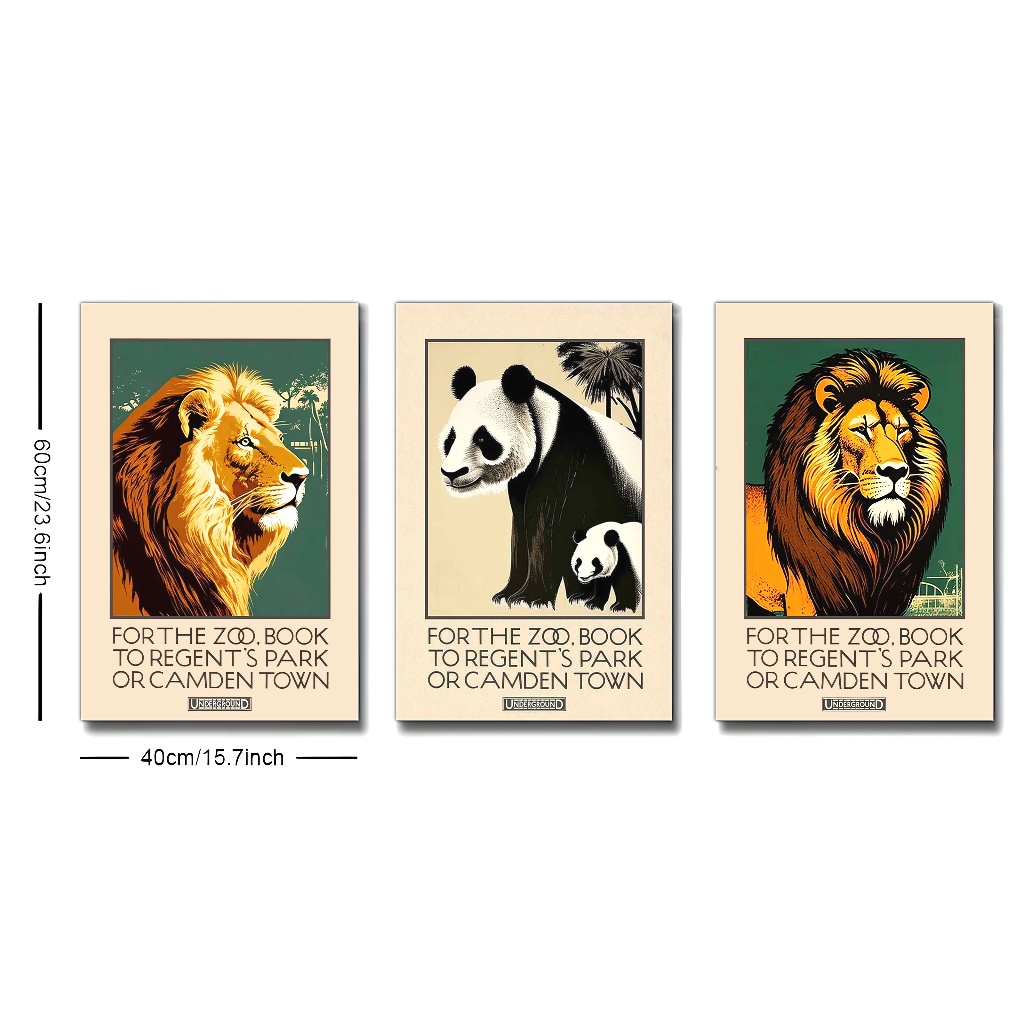 60cm/23.6inch
FOR THE ZOO, BOOK
TO REGENT'S PARK
OR CAMDEN TOWN
UNDERGROUND
FOR THE ZOO, BOOK
TO REGENT'S PARK
OR CAMDEN TOWN
UNDERGROUND
FOR THE ZOO, BOOK
TO REGENT'S PARK
OR CAMDEN TOWN
UNDERGROUND
40cm/15.7inch